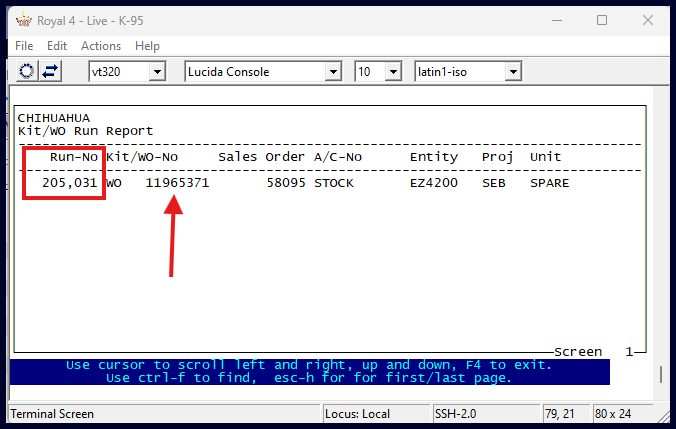 Royal 4 - Live - K-95
File Edit Actions Help
vt320 Lucida Console 10 latin1-iso
CHIHUAHUA
Kit/WO Run Report
Run-No Kit/WO-No Sales Order A/C-No Entity Proj Unit
205,031 WO 11965371 58095 STOCK EZ4200 SEB SPARE
Screen 1
Use cursor to scroll left and right, up and down, F4 to exit.
Use ctrl-f to find, esc-h for for first/last page.
Terminal Screen Locus: Local SSH-2.0 79, 21 80 x 24